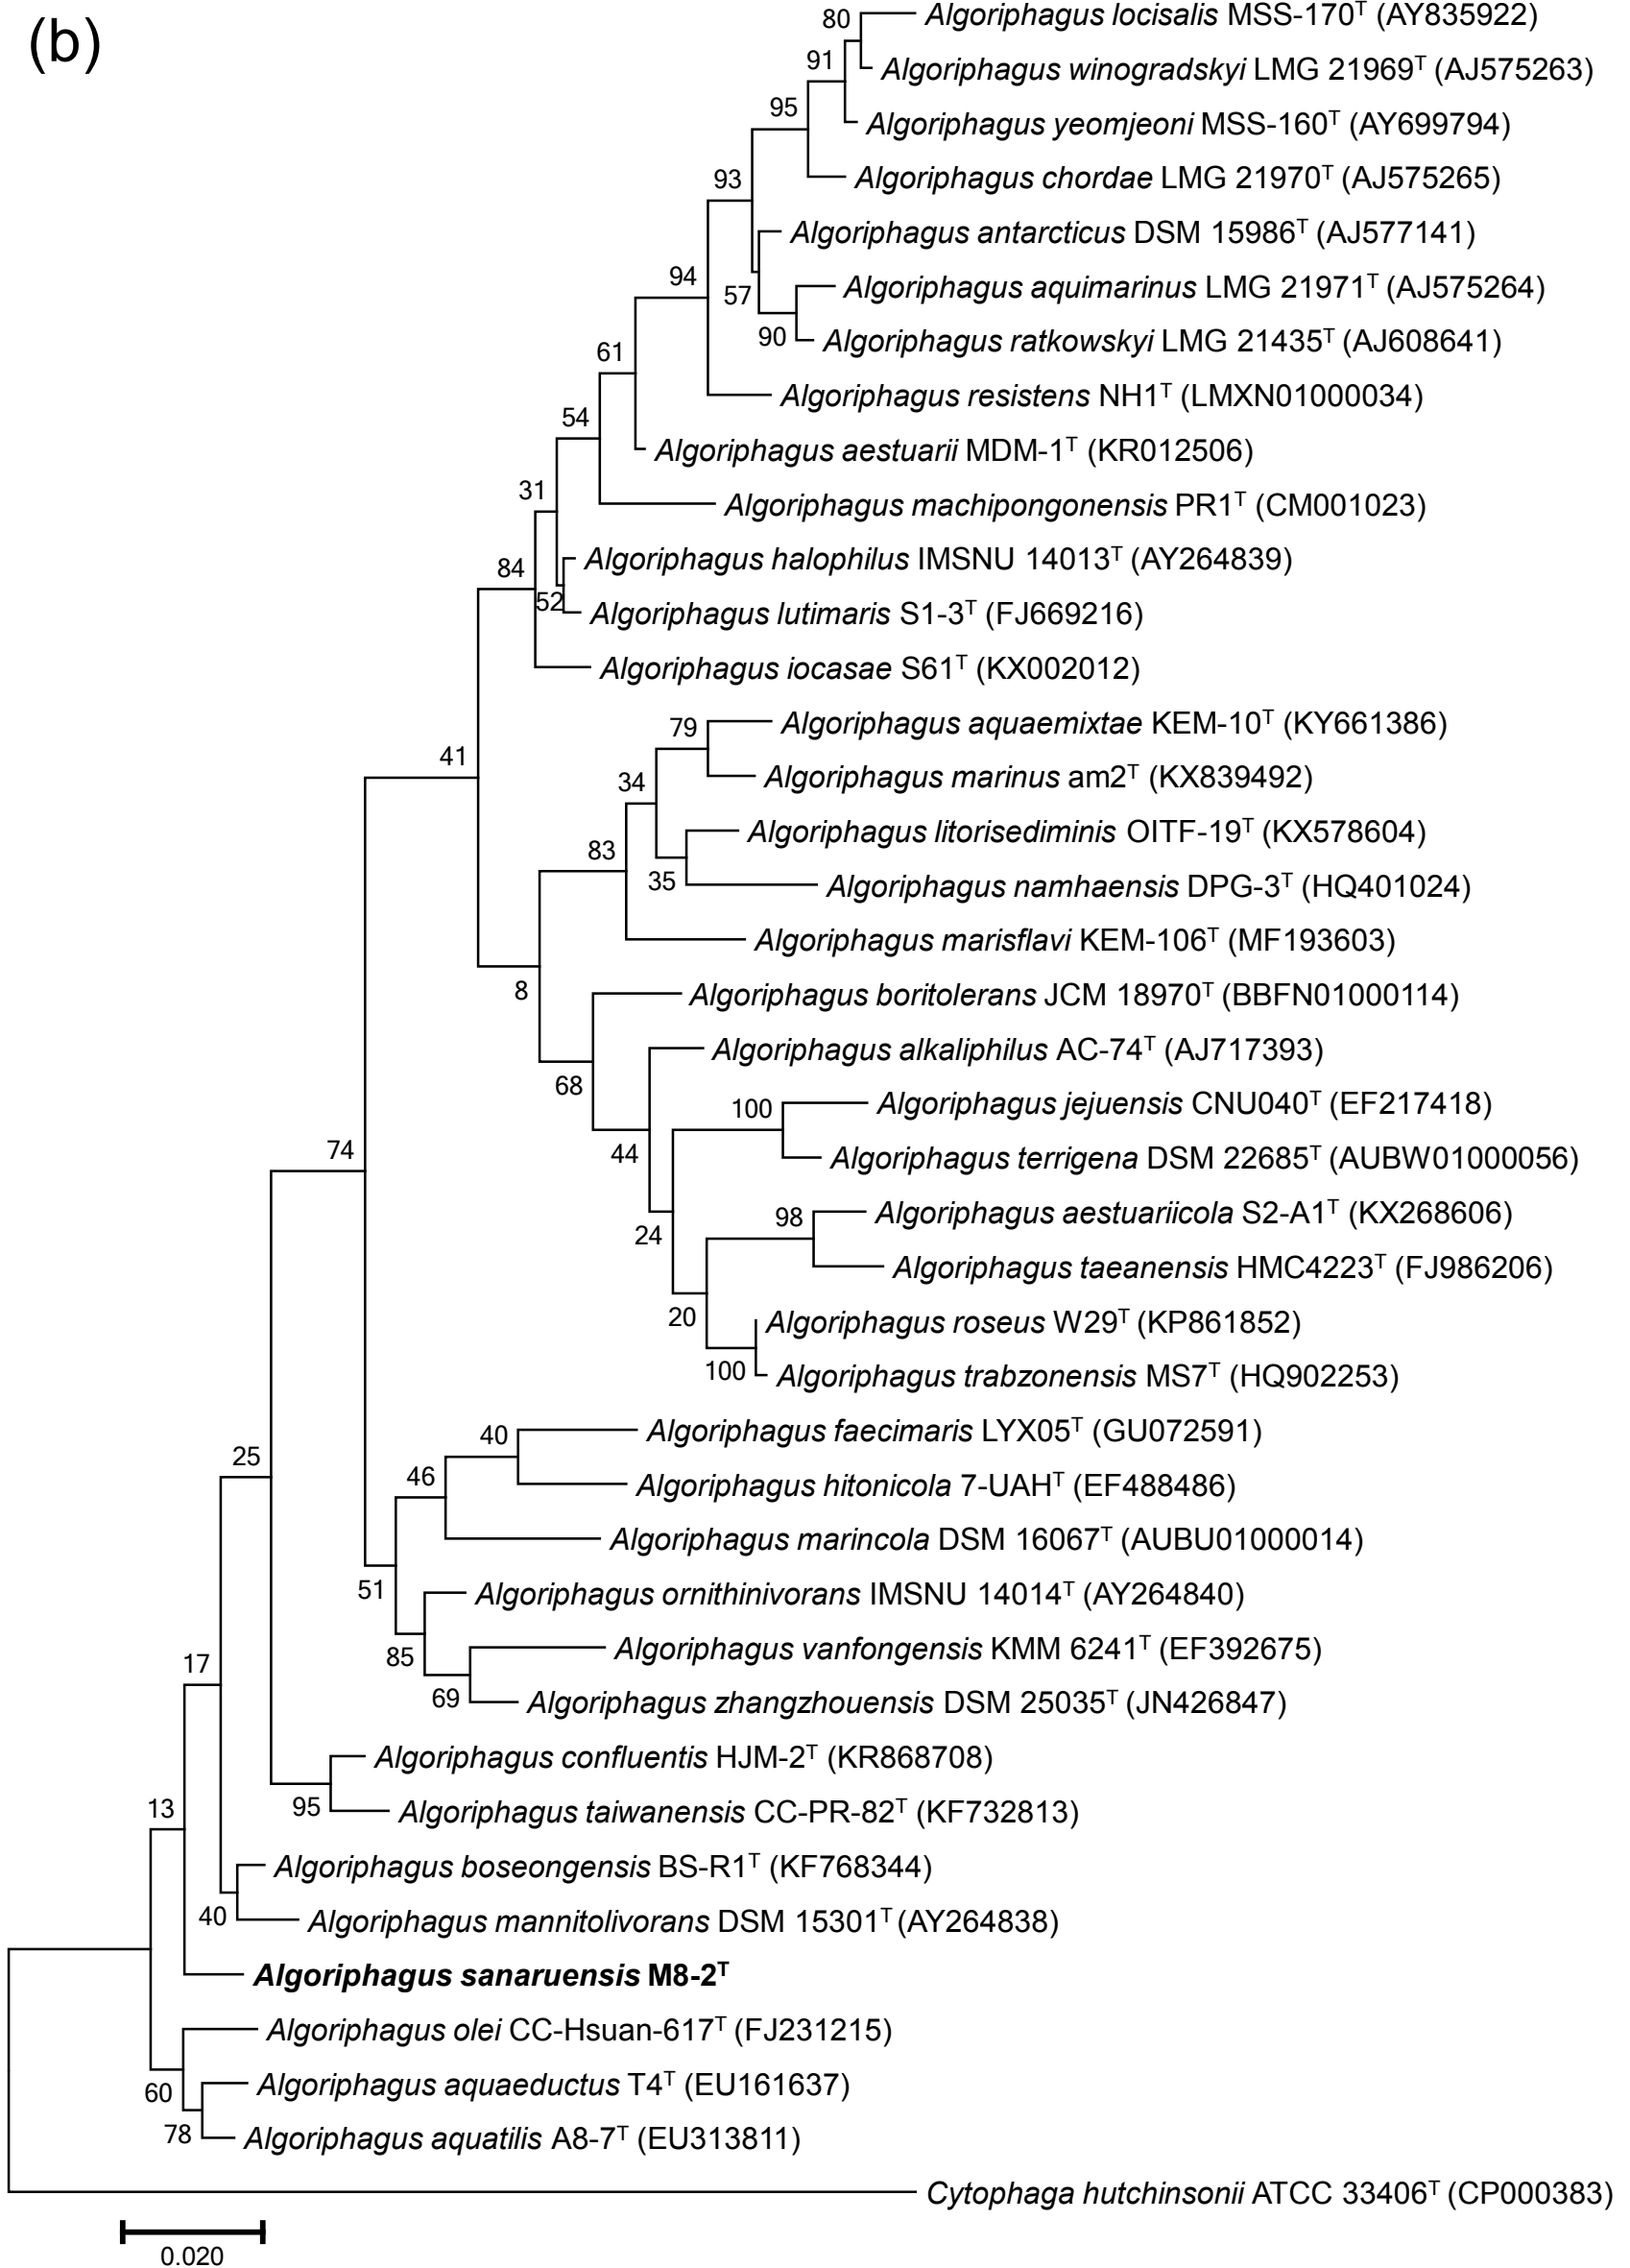 (b)
80
Algoriphagus locisalis MSS-170ᵀ (AY835922)
91
Algoriphagus winogradskyi LMG 21969ᵀ (AJ575263)
95
Algoriphagus yeomjeoni MSS-160ᵀ (AY699794)
93
Algoriphagus chordae LMG 21970ᵀ (AJ575265)
Algoriphagus antarcticus DSM 15986ᵀ (AJ577141)
94
57
Algoriphagus aquimarinus LMG 21971ᵀ (AJ575264)
90
Algoriphagus ratkowskyi LMG 21435ᵀ (AJ608641)
61
Algoriphagus resistens NH1ᵀ (LMXN01000034)
54
Algoriphagus aestuarii MDM-1ᵀ (KR012506)
31
Algoriphagus machipongonensis PR1ᵀ (CM001023)
84
Algoriphagus halophilus IMSNU 14013ᵀ (AY264839)
52
Algoriphagus lutimaris S1-3ᵀ (FJ669216)
Algoriphagus iocasae S61ᵀ (KX002012)
79
Algoriphagus aquaemixtae KEM-10ᵀ (KY661386)
41
34
Algoriphagus marinus am2ᵀ (KX839492)
83
Algoriphagus litorisediminis OITF-19ᵀ (KX578604)
35
Algoriphagus namhaensis DPG-3ᵀ (HQ401024)
Algoriphagus marisflavi KEM-106ᵀ (MF193603)
8
Algoriphagus boritolerans JCM 18970ᵀ (BBFN01000114)
68
Algoriphagus alkaliphilus AC-74ᵀ (AJ717393)
100
Algoriphagus jejuensis CNU040ᵀ (EF217418)
74
44
Algoriphagus terrigena DSM 22685ᵀ (AUBW01000056)
98
Algoriphagus aestuariicola S2-A1ᵀ (KX268606)
24
Algoriphagus taeanensis HMC4223ᵀ (FJ986206)
20
Algoriphagus roseus W29ᵀ (KP861852)
100
Algoriphagus trabzonensis MS7ᵀ (HQ902253)
40
Algoriphagus faecimaris LYX05ᵀ (GU072591)
25
46
Algoriphagus hitonicola 7-UAHᵀ (EF488486)
Algoriphagus marincola DSM 16067ᵀ (AUBU01000014)
51
Algoriphagus ornithinivorans IMSNU 14014ᵀ (AY264840)
17
85
Algoriphagus vanfongensis KMM 6241ᵀ (EF392675)
69
Algoriphagus zhangzhouensis DSM 25035ᵀ (JN426847)
Algoriphagus confluentis HJM-2ᵀ (KR868708)
13
95
Algoriphagus taiwanensis CC-PR-82ᵀ (KF732813)
Algoriphagus boseongensis BS-R1ᵀ (KF768344)
40
Algoriphagus mannitolivorans DSM 15301ᵀ (AY264838)
Algoriphagus sanaruensis M8-2ᵀ
Algoriphagus olei CC-Hsuan-617ᵀ (FJ231215)
60
Algoriphagus aquaeductus T4ᵀ (EU161637)
78
Algoriphagus aquatilis A8-7ᵀ (EU313811)
Cytophaga hutchinsonii ATCC 33406ᵀ (CP000383)
0.020